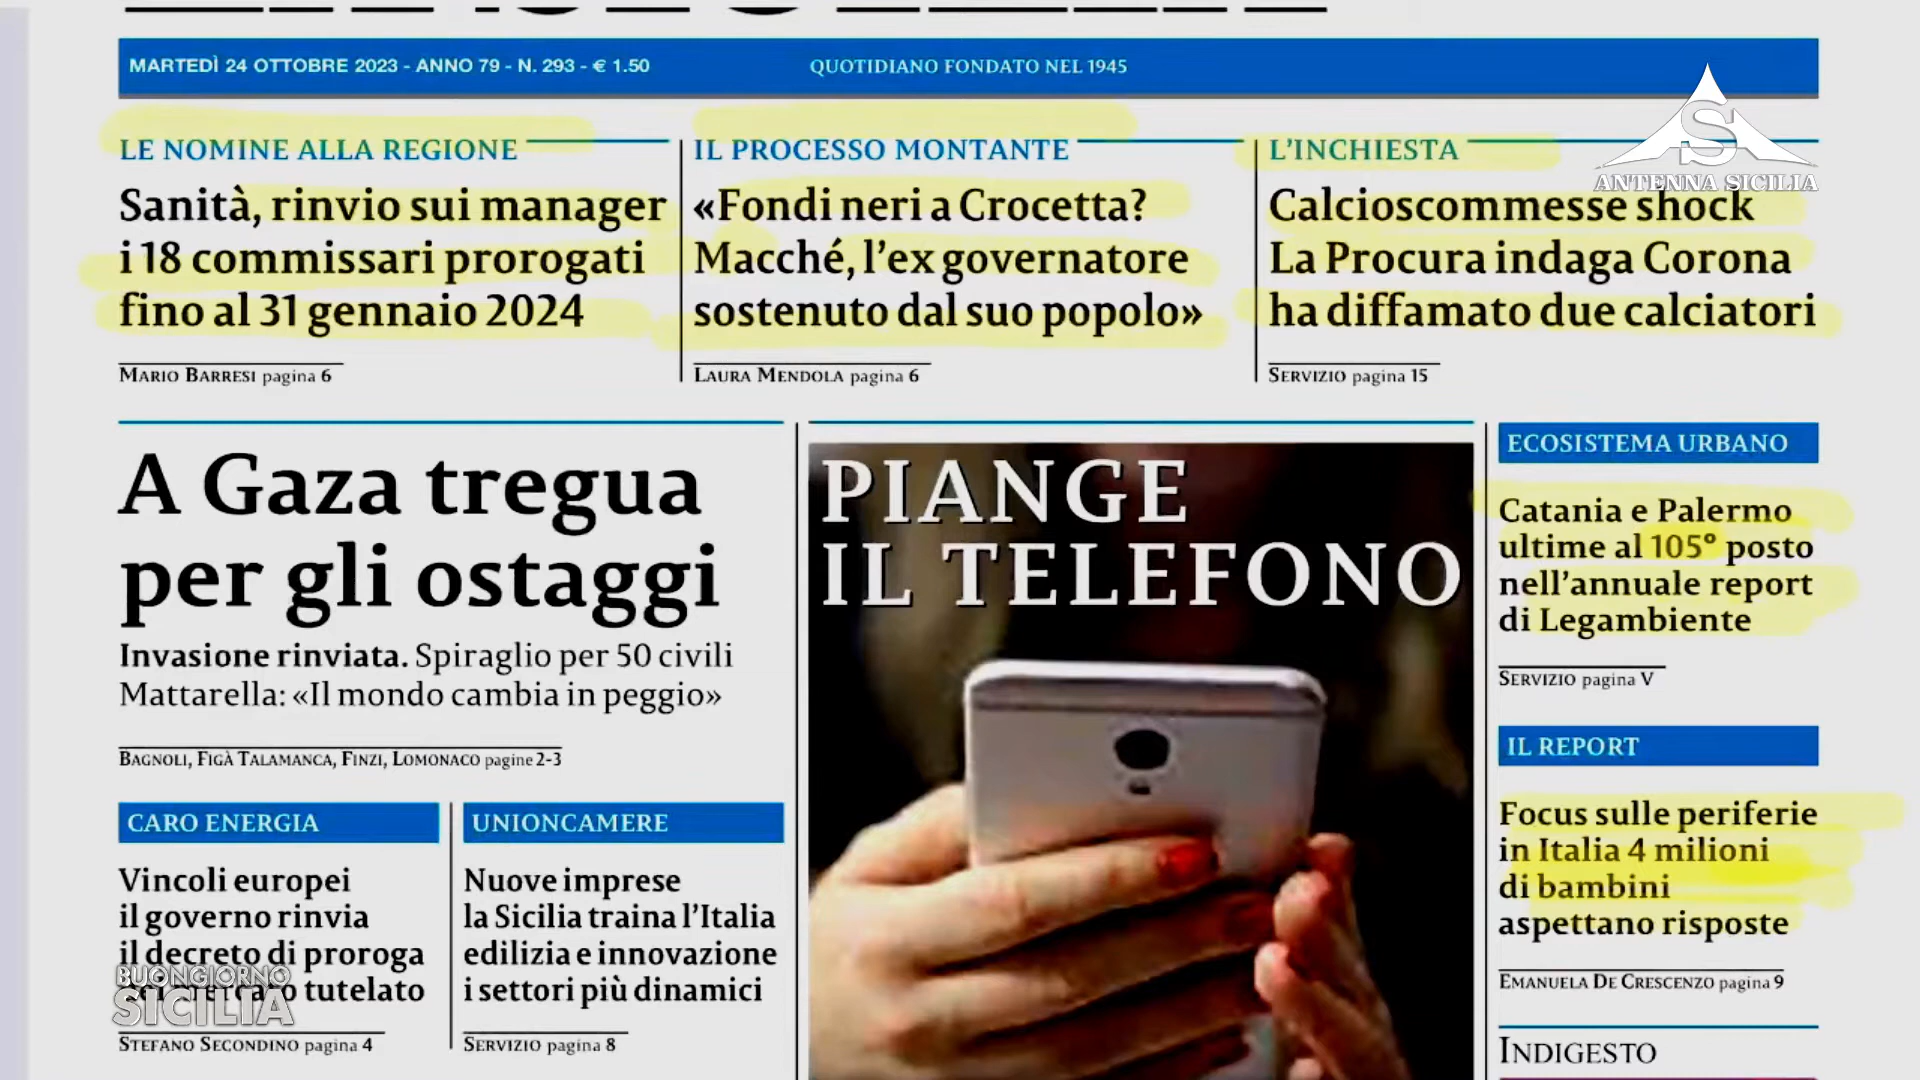 MARTEDÌ 24 OTTOBRE 2023 - ANNO 79 - N. 293 - € 1.50
QUOTIDIANO FONDATO NEL 1945
ANTENNA SICILIA
LE NOMINE ALLA REGIONE
Sanità, rinvio sui manager
i 18 commissari prorogati
fino al 31 gennaio 2024
MARIO BARRESI pagina 6
IL PROCESSO MONTANTE
«Fondi neri a Crocetta?
Macché, l'ex governatore
sostenuto dal suo popolo»
LAURA MENDOLA pagina 6
L'INCHIESTA
Calcioscommesse shock
La Procura indaga Corona
ha diffamato due calciatori
SERVIZIO pagina 15
A Gaza tregua
per gli ostaggi
Invasione rinviata. Spiraglio per 50 civili
Mattarella: «Il mondo cambia in peggio»
BAGNOLI, FIGÀ TALAMANCA, FINZI, LOMONACO pagine 2-3
CARO ENERGIA
Vincoli europei
il governo rinvia
il decreto di proroga
tutelato
STEFANO SECONDINO pagina 4
UNIONCAMERE
Nuove imprese
la Sicilia traina l'Italia
edilizia e innovazione
i settori più dinamici
SERVIZIO pagina 8
PIANGE
IL TELEFONO
ECOSISTEMA URBANO
Catania e Palermo
ultime al 105° posto
nell'annuale report
di Legambiente
SERVIZIO pagina V
IL REPORT
Focus sulle periferie
in Italia 4 milioni
di bambini
aspettano risposte
EMANUELA DE CRESCENZO pagina 9
INDIGESTO
BUONGIORNO
SICILIA